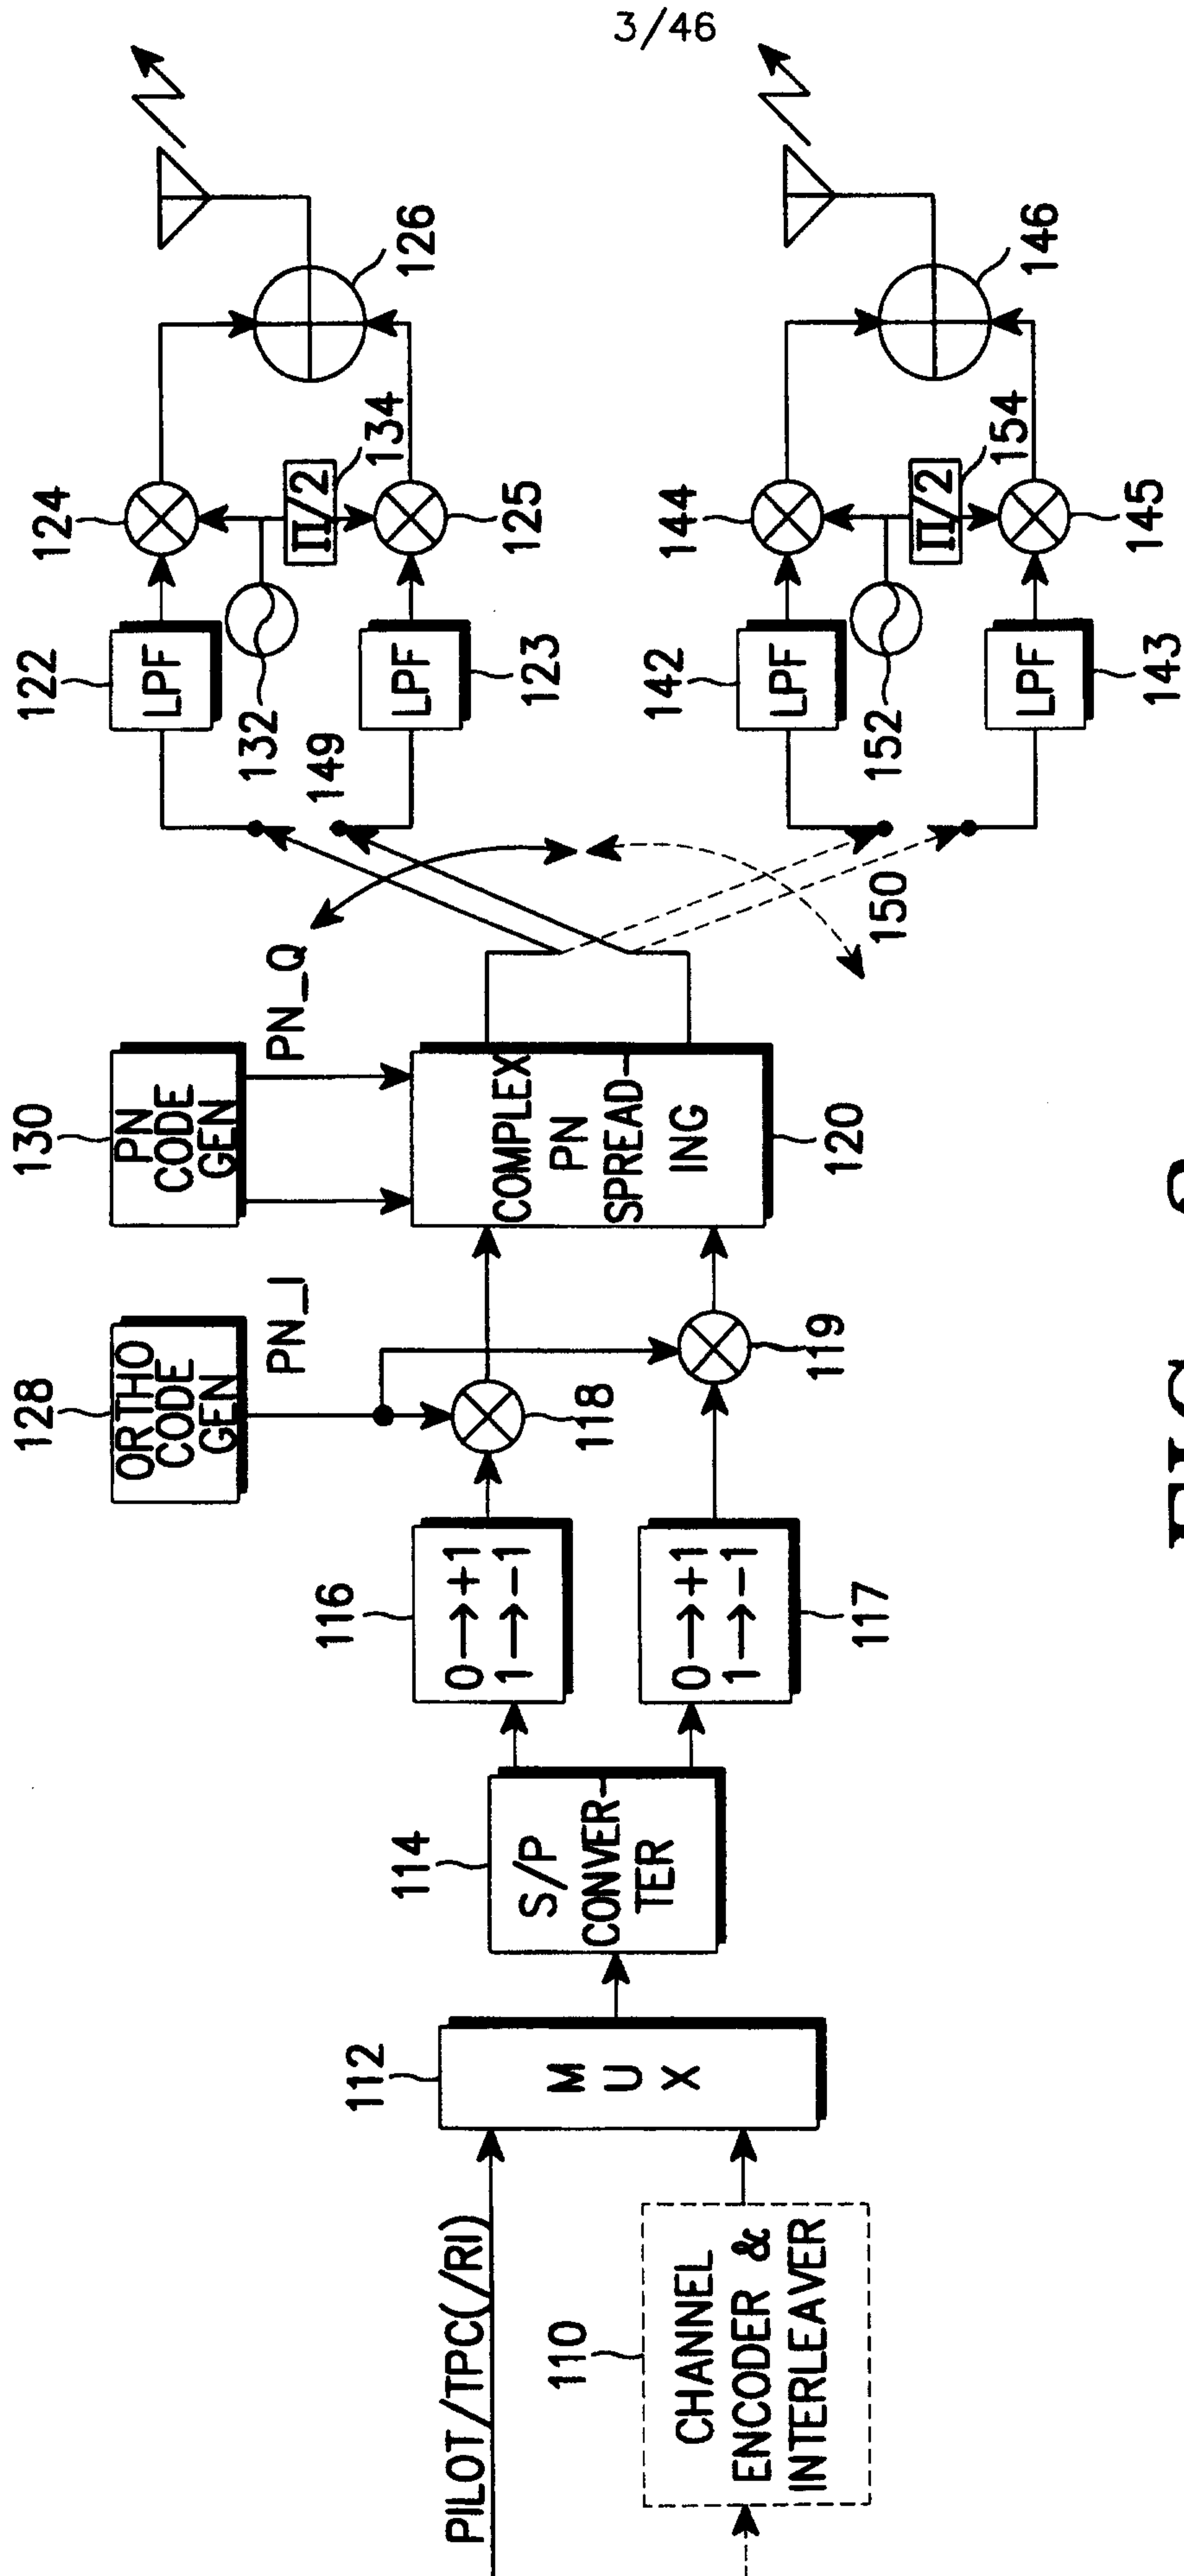 3/46
PILOT/TPC(/RI)
110
CHANNEL
ENCODER &
INTERLEAVER
112
M
U
X
114
S/P
CONVER-
TER
116
0→+1
1→-1
117
0→+1
1→-1
128
ORTHO
CODE
GEN
PN_I
118
119
130
PN
CODE
GEN
PN_Q
COMPLEX
PN
SPREAD-
ING
120
149
150
122
LPF
132
LPF
123
124
Π/2
134
125
126
142
LPF
152
LPF
143
144
Π/2
154
145
146